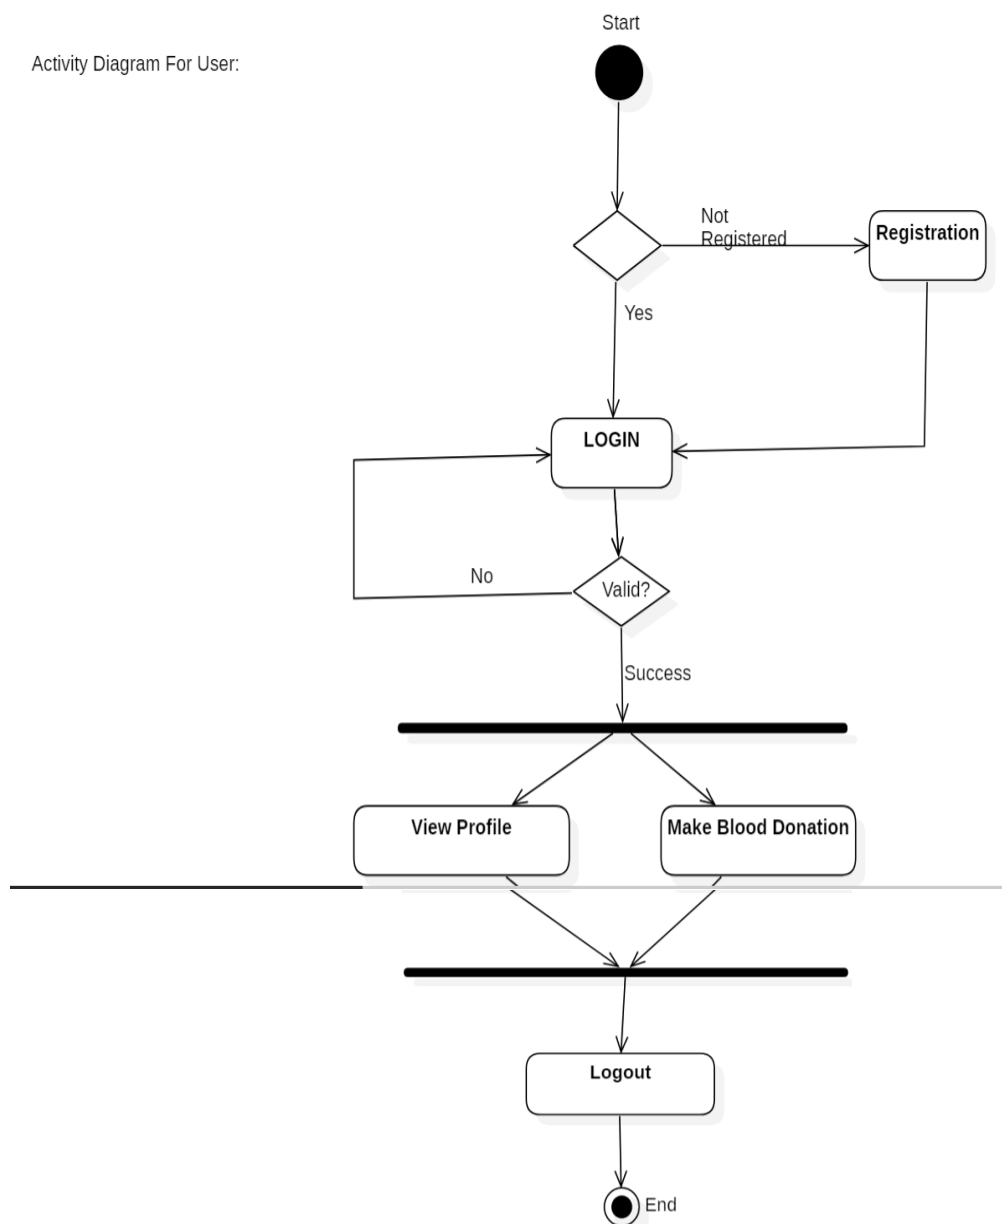 Start
Activity Diagram For User:
Not
Registered
Registration
Yes
LOGIN
No
Valid?
Success
View Profile
Make Blood Donation
Logout
End